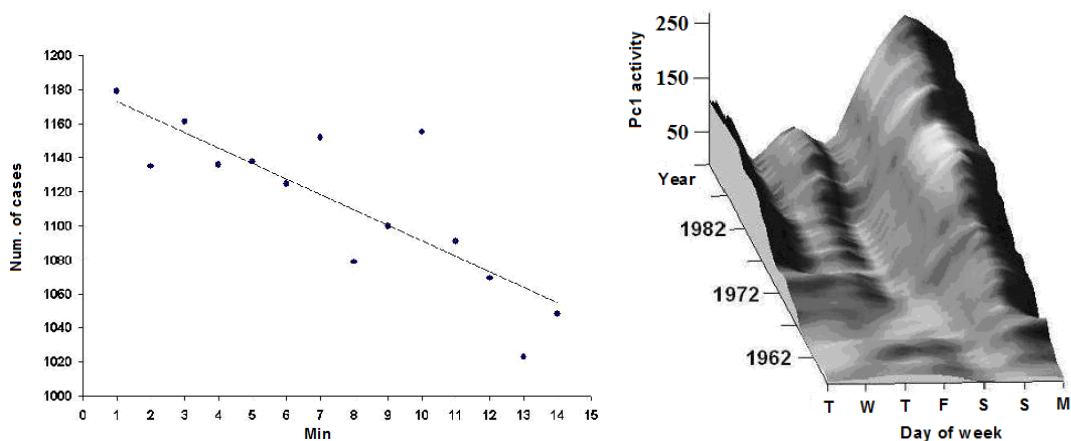 1200
1180
1160
1140
1120
1100
1080
1060
1040
1020
1000
Num. of cases
0 1 2 3 4 5 6 7 8 9 10 11 12 13 14 15
Min
250
150
50
Pc1 activity
Year
1982
1972
1962
T W T F S S M
Day of week